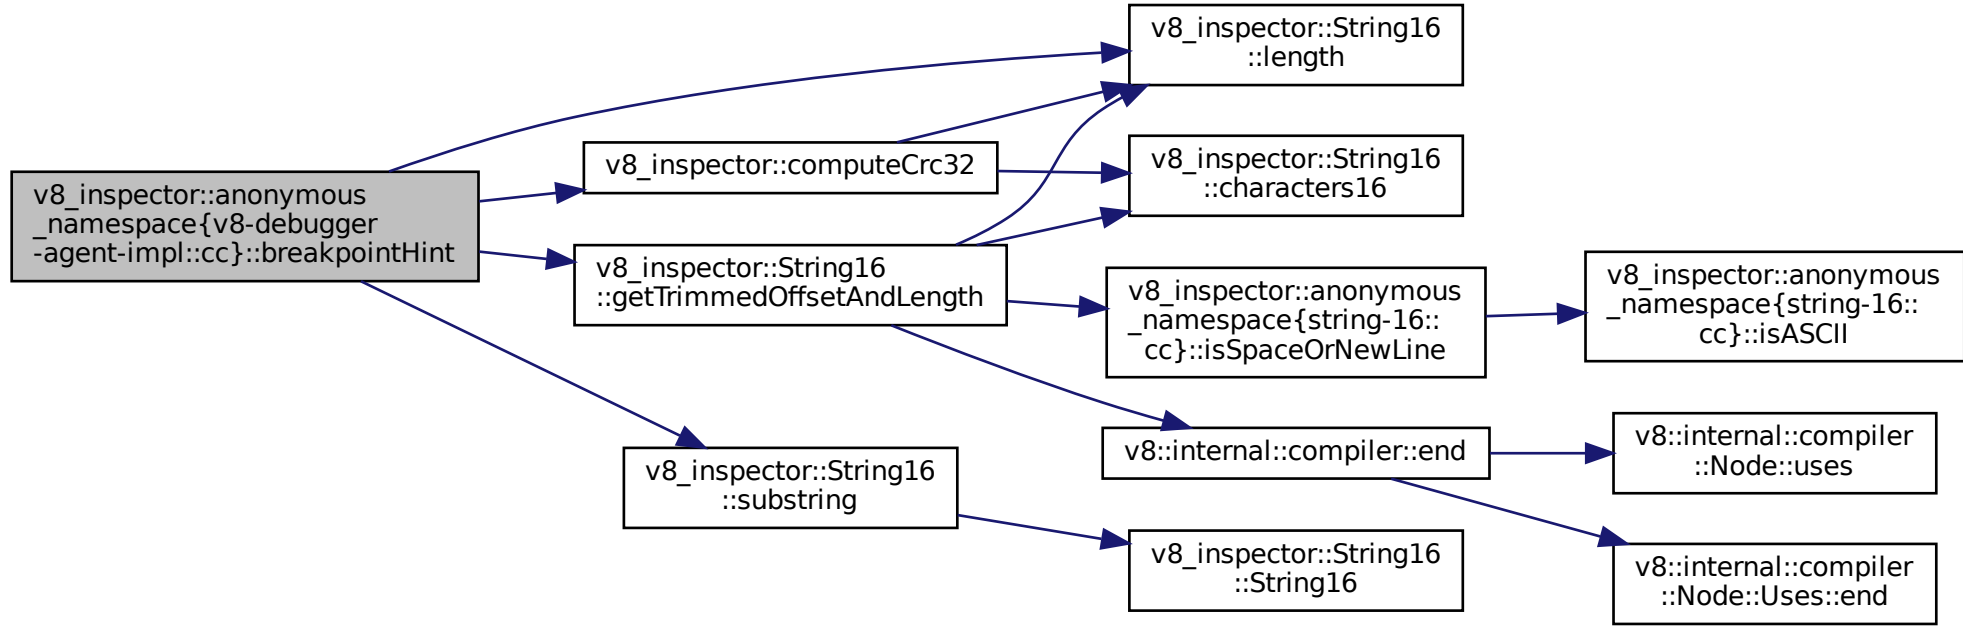 v8_inspector::String16
::length
v8_inspector::computeCrc32
v8_inspector::String16
::characters16
v8_inspector::anonymous
_namespace{v8-debugger
-agent-impl::cc}::breakpointHint
v8_inspector::String16
::getTrimmedOffsetAndLength
v8_inspector::anonymous
_namespace{string-16::
cc}::isSpaceOrNewLine
v8_inspector::anonymous
_namespace{string-16::
cc}::isASCII
v8::internal::compiler::end
v8::internal::compiler
::Node::uses
v8_inspector::String16
::substring
v8_inspector::String16
::String16
v8::internal::compiler
::Node::Uses::end